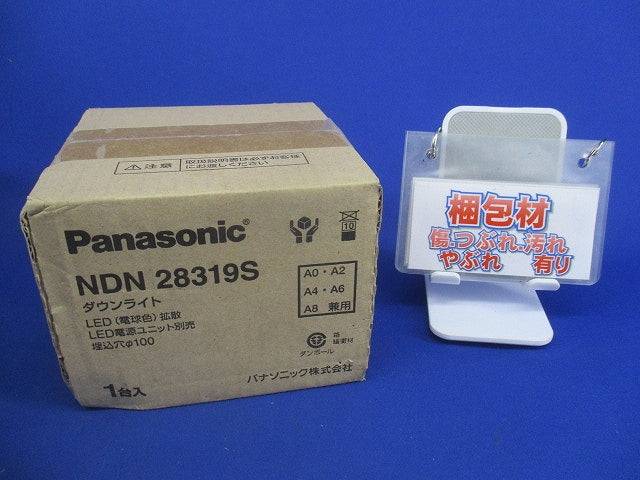 注意
取扱説明書は必ずお客様
にお渡しください。
Panasonic®
10
NDN 28319S
ダウンライト
LED(電球色)拡散
LED電源ユニット別売
埋込穴φ100
A0・A2
A4・A6
A8 兼用
箱
緩衝材
ダンボール
1台入
パナソニック株式会社
梱包材
傷・つぶれ・汚れ
やぶれ 有り